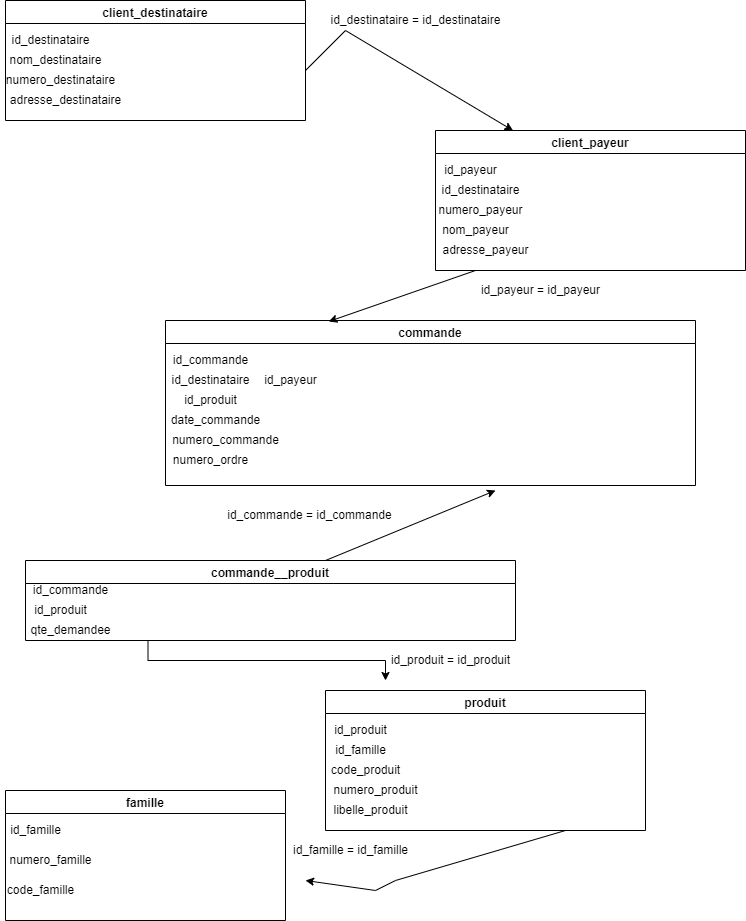 client_destinataire
id_destinataire = id_destinataire
id_destinataire
nom_destinataire
numero_destinataire
adresse_destinataire
client_payeur
id_payeur
id_destinataire
numero_payeur
nom_payeur
adresse_payeur
id_payeur = id_payeur
commande
id_commande
id_destinataire id_payeur
id_produit
date_commande
numero_commande
numero_ordre
id_commande = id_commande
commande__produit
id_commande
id_produit
qte_demandee
id_produit = id_produit
produit
id_produit
id_famille
code_produit
numero_produit
libelle_produit
famille
id_famille
numero_famille
code_famille
id_famille = id_famille